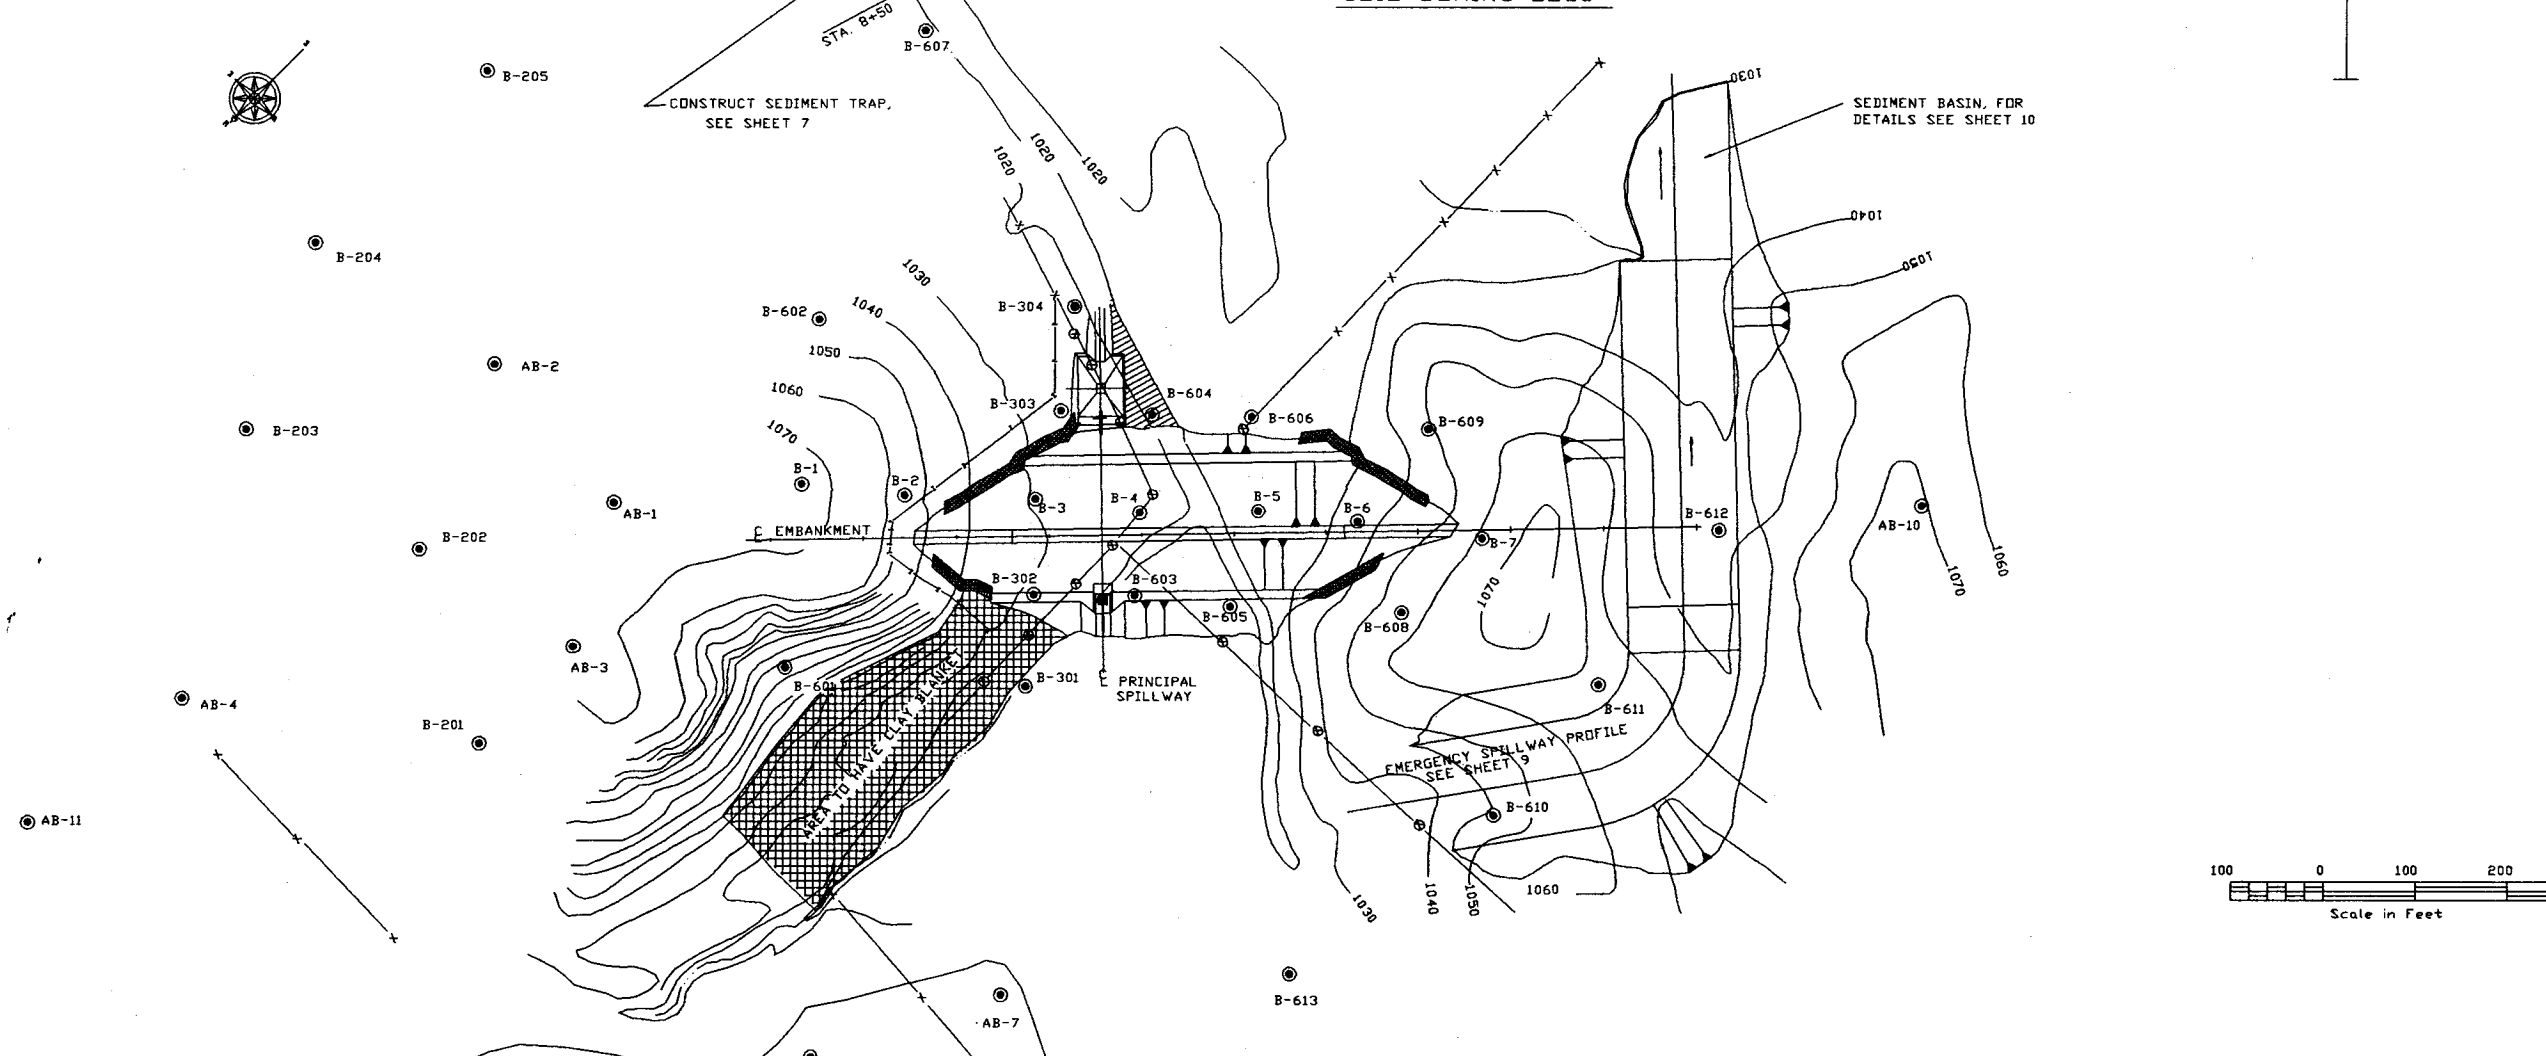 STA. 8+50
B-607
B-205
CONSTRUCT SEDIMENT TRAP,
SEE SHEET 7
1030
SEDIMENT BASIN, FOR
DETAILS SEE SHEET 10
1020
1020
1020
1040
B-204
1030
1050
B-304
B-602
1040
1050
AB-2
1060
B-303
B-604
B-606
B-609
1070
B-203
B-1
B-2
B-3
B-4
B-5
B-6
B-612
AB-10
AB-1
℄ EMBANKMENT
B-202
B-7
1060
1070
1070
B-302
B-603
B-605
B-608
AB-3
B-601
B-301
℄ PRINCIPAL
SPILLWAY
AB-4
B-201
B-611
AREA TO HAVE CLAY BLANKET
EMERGENCY SPILLWAY PROFILE
SEE SHEET 9
B-610
AB-11
1030
1040
1050
1060
100 0 100 200
Scale in Feet
B-613
AB-7